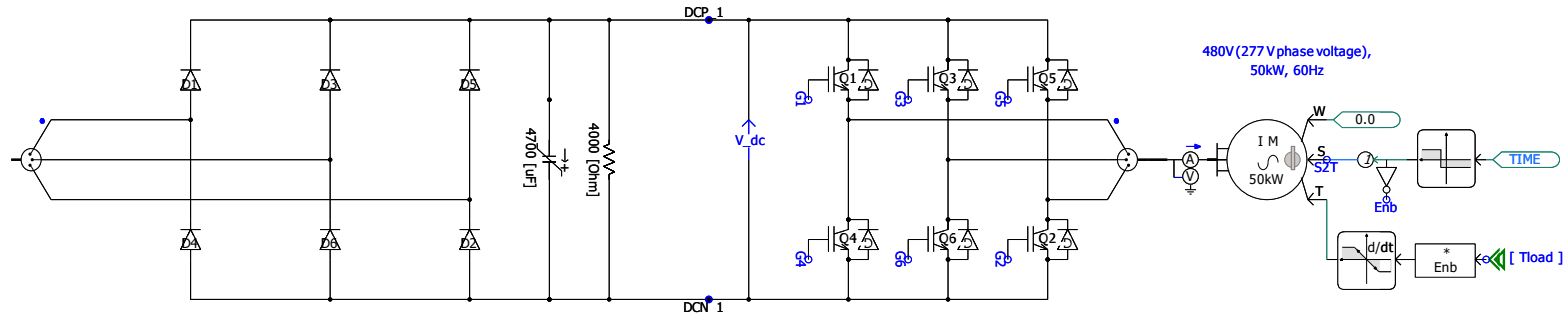 DCP_1
480V (277 V phase voltage),
50kW, 60Hz
D1
D3
D5
Q1
Q3
Q5
G1
G3
G5
W
0.0
4700 [uF]
4000 [Ohm]
V_dc
A
V
I M
50kW
S
S2T
1
TIME
T
Enb
D4
D6
D2
Q4
Q6
Q2
G4
G6
G2
d/dt
*
Enb
[ Tload ]
DCN_1